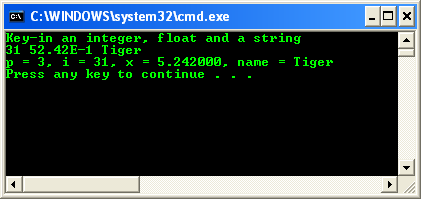 C:\WINDOWS\system32\cmd.exe
Key-in an integer, float and a string
31 52.42E-1 Tiger
p = 3, i = 31, x = 5.242000, name = Tiger
Press any key to continue . . .